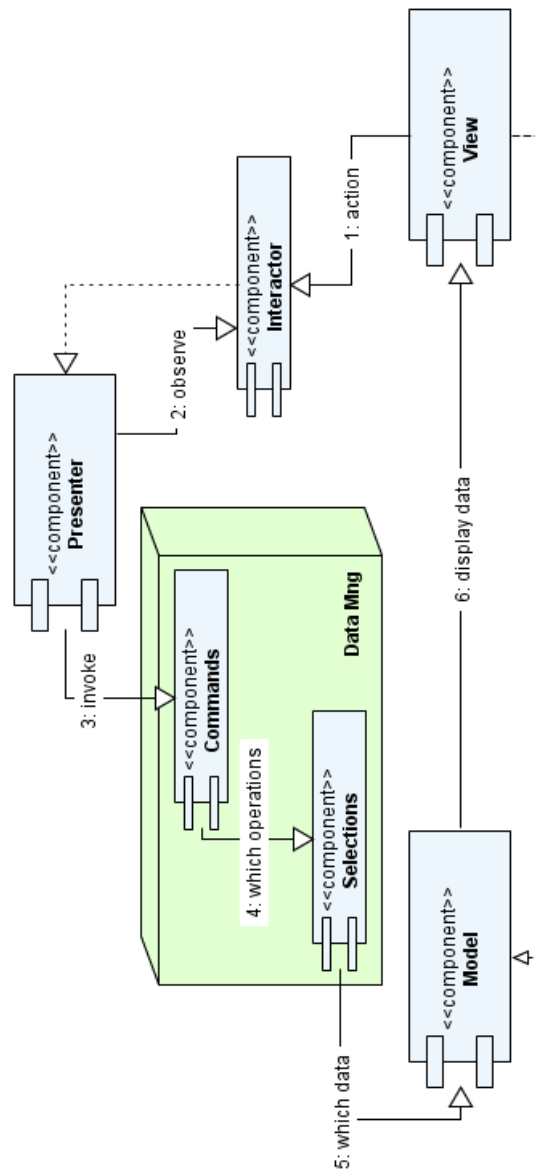 <<component>>
Presenter
<<component>>
Interactor
<<component>>
View
1: action
2: observe
3: invoke
<<component>>
Commands
4: which operations
<<component>>
Selections
Data Mng
5: which data
<<component>>
Model
6: display data